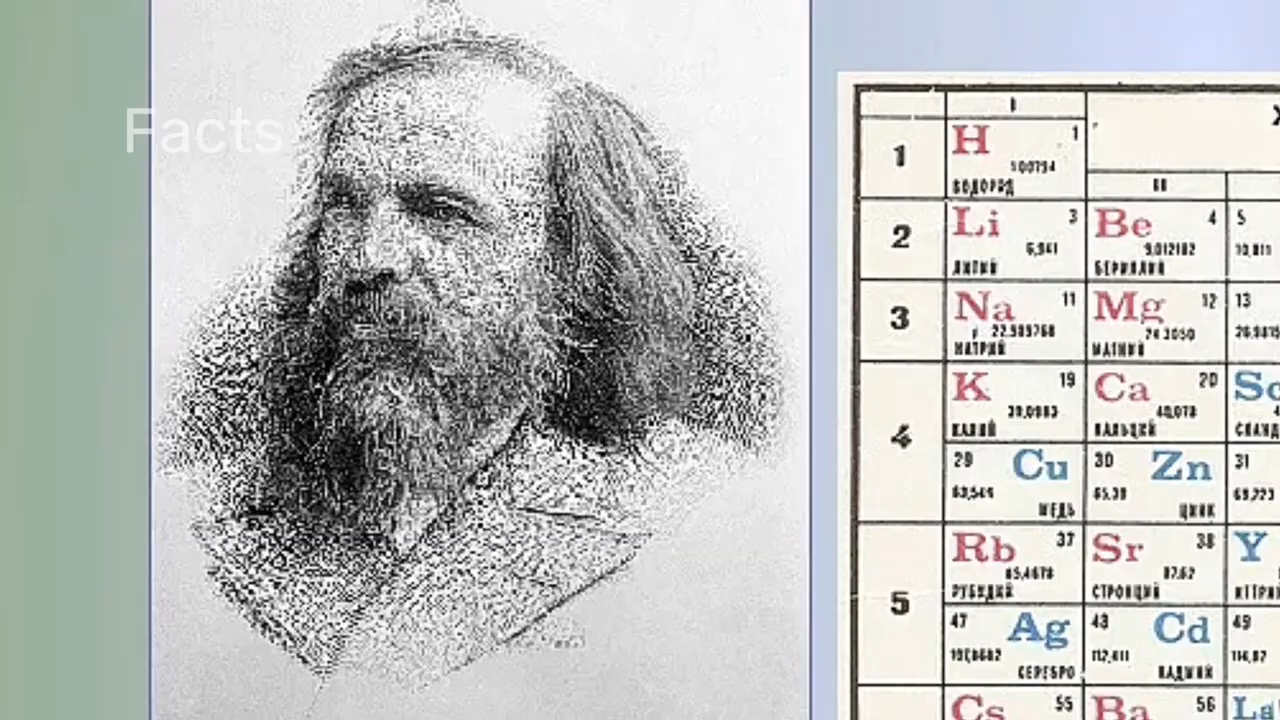 Facts
I
1 H 1
1.00794
ВОДОРОД
II
2 Li 3 Be 4 5
6,941 9,012182 10,811
ЛИТИЙ БЕРИЛЛИЙ
3 Na 11 Mg 12 13
22.989768 24.3050
НАТРИЙ МАГНИЙ
4 K 19 Ca 20 Sc
39,0983 40,078
КАЛИЙ КАЛЬЦИЙ СКАНД
29 Cu 30 Zn 31
63,546 65,39 69,723
МЕДЬ ЦИНК
5 Rb 37 Sr 38 Y
85,4678 87.62
РУБИДИЙ СТРОНЦИЙ ИТТРИ
47 Ag 48 Cd 49
107,8682 112,411 114,82
СЕРЕБРО КАДМИЙ
Cs 55 Ba 56 La